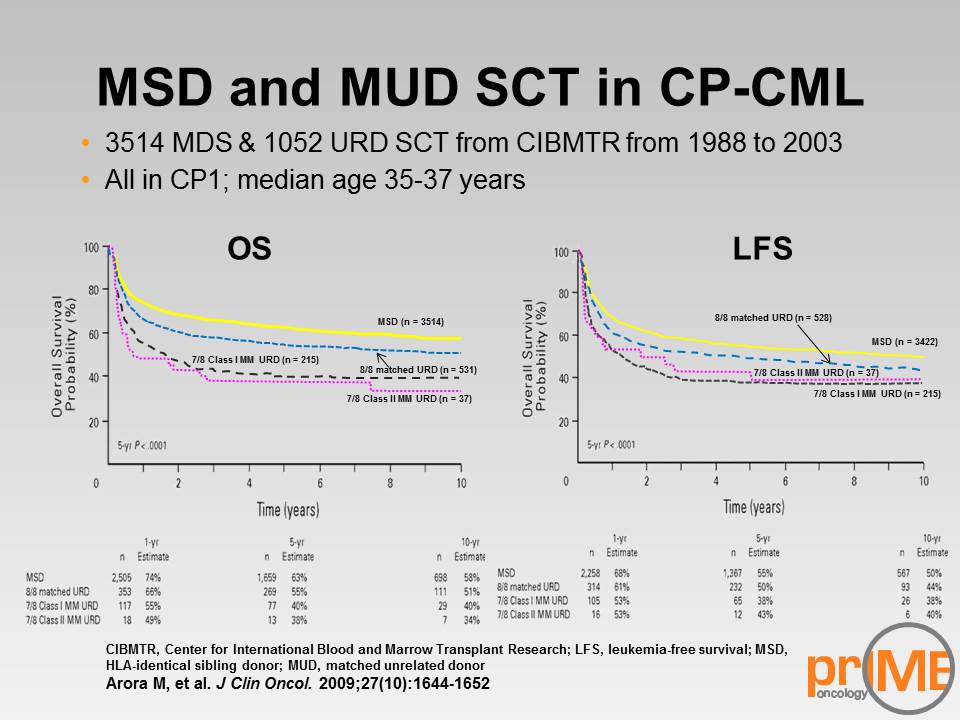 MSD and MUD SCT in CP-CML
• 3514 MDS & 1052 URD SCT from CIBMTR from 1988 to 2003
• All in CP1; median age 35-37 years
OS
Overall Survival
Probability (%)
100
80
60
40
20
MSD (n = 3514)
7/8 Class I MM URD (n = 215)
8/8 matched URD (n = 531)
7/8 Class II MM URD (n = 37)
5-yr P < .0001
0 2 4 6 8 10
Time (years)
1-yr 5-yr 10-yr
n Estimate n Estimate n Estimate
MSD 2,505 74% 1,659 63% 698 58%
8/8 matched URD 353 66% 269 55% 111 51%
7/8 Class I MM URD 117 55% 77 40% 29 40%
7/8 Class II MM URD 18 49% 13 38% 7 34%
LFS
Overall Survival
Probability (%)
100
80
60
40
20
8/8 matched URD (n = 528)
MSD (n = 3422)
7/8 Class II MM URD (n = 37)
7/8 Class I MM URD (n = 215)
5-yr P < .0001
0 2 4 6 8 10
Time (years)
1-yr 5-yr 10-yr
n Estimate n Estimate n Estimate
MSD 2,258 68% 1,367 55% 567 50%
8/8 matched URD 314 61% 232 50% 93 44%
7/8 Class I MM URD 105 53% 65 38% 26 38%
7/8 Class II MM URD 16 53% 12 43% 6 40%
CIBMTR, Center for International Blood and Marrow Transplant Research; LFS, leukemia-free survival; MSD,
HLA-identical sibling donor; MUD, matched unrelated donor
Arora M, et al. J Clin Oncol. 2009;27(10):1644-1652
prIME
oncology